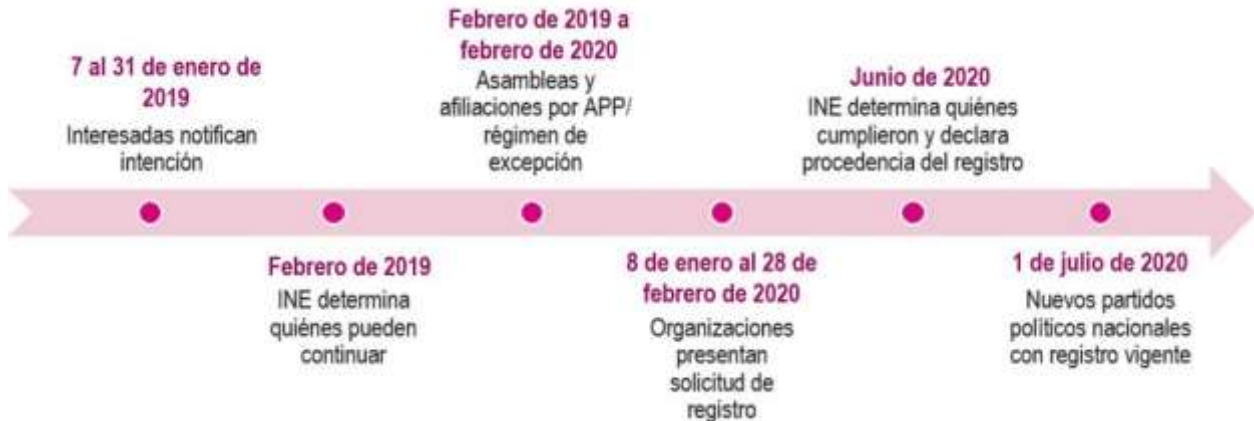 7 al 31 de enero de
2019
Interesadas notifican
intención
Febrero de 2019
INE determina
quiénes pueden
continuar
Febrero de 2019 a
febrero de 2020
Asambleas y
afiliaciones por APP/
régimen de
excepción
8 de enero al 28 de
febrero de 2020
Organizaciones
presentan
solicitud de
registro
Junio de 2020
INE determina quiénes
cumplieron y declara
procedencia del registro
1 de julio de 2020
Nuevos partidos
políticos nacionales
con registro vigente